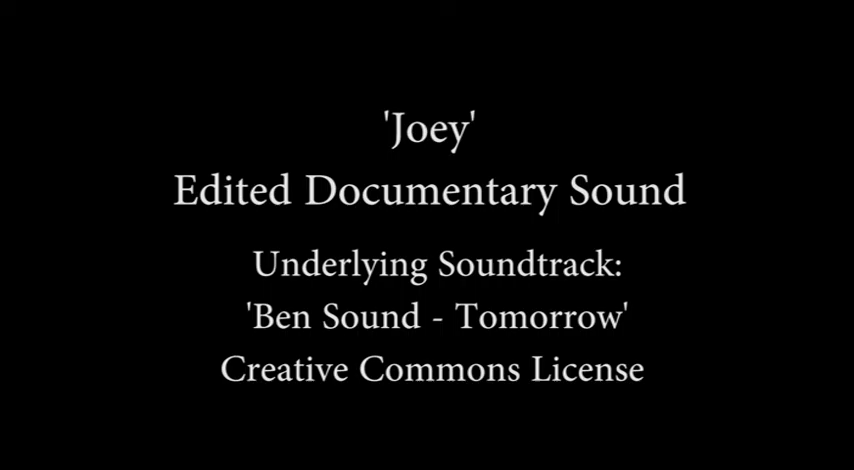 'Joey'
Edited Documentary Sound
Underlying Soundtrack:
'Ben Sound - Tomorrow'
Creative Commons License